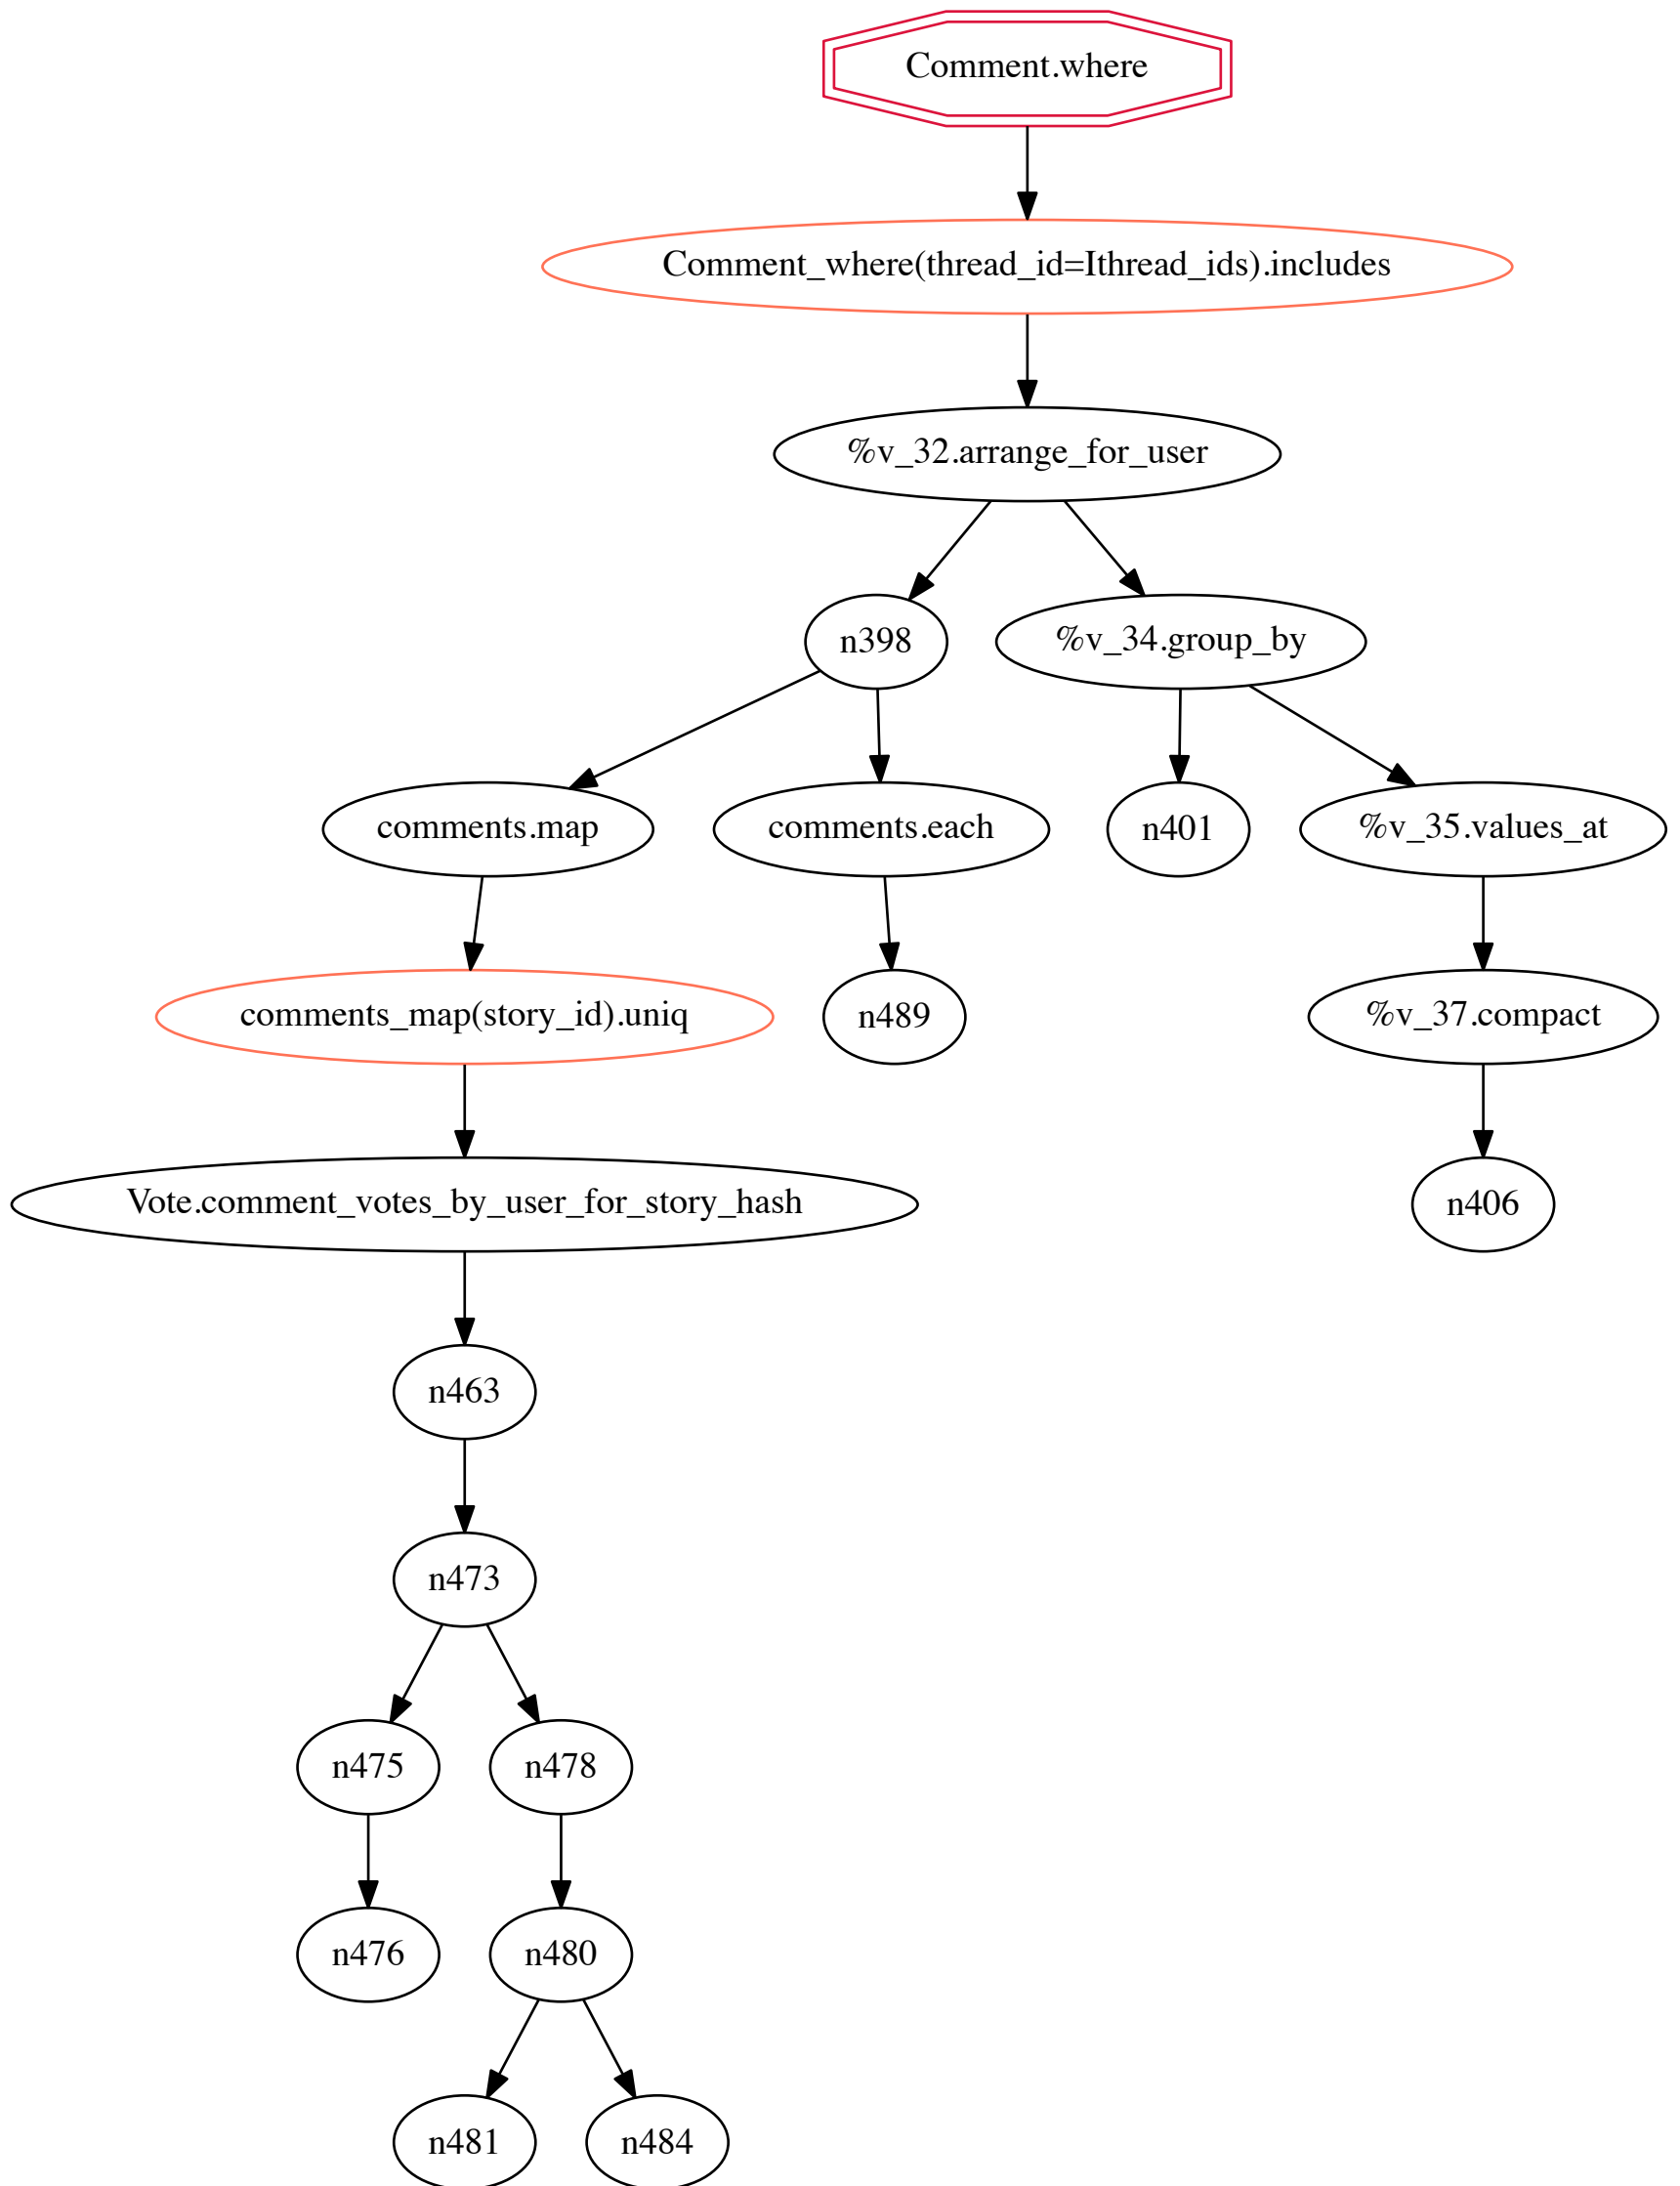 Comment.where
Comment_where(thread_id=Ithread_ids).includes
%v_32.arrange_for_user
n398
%v_34.group_by
comments.map
comments.each
n401
%v_35.values_at
comments_map(story_id).uniq
n489
%v_37.compact
Vote.comment_votes_by_user_for_story_hash
n406
n463
n473
n475
n478
n476
n480
n481
n484